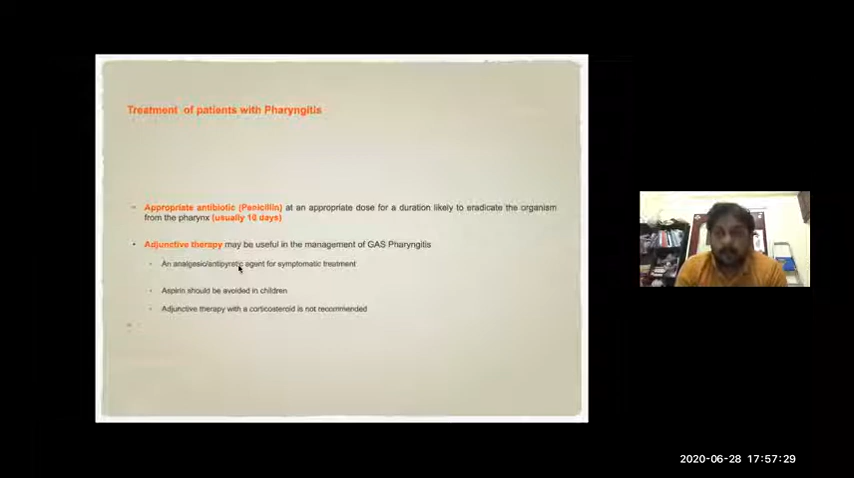 Treatment of patients with Pharyngitis
Appropriate antibiotic (Penicillin) at an appropriate dose for a duration likely to eradicate the organism
from the pharynx (usually 10 days)
Adjunctive therapy may be useful in the management of GAS Pharyngitis
An analgesic/antipyretic agent for symptomatic treatment
Aspirin should be avoided in children
Adjunctive therapy with a corticosteroid is not recommended
2020-06-28 17:57:29